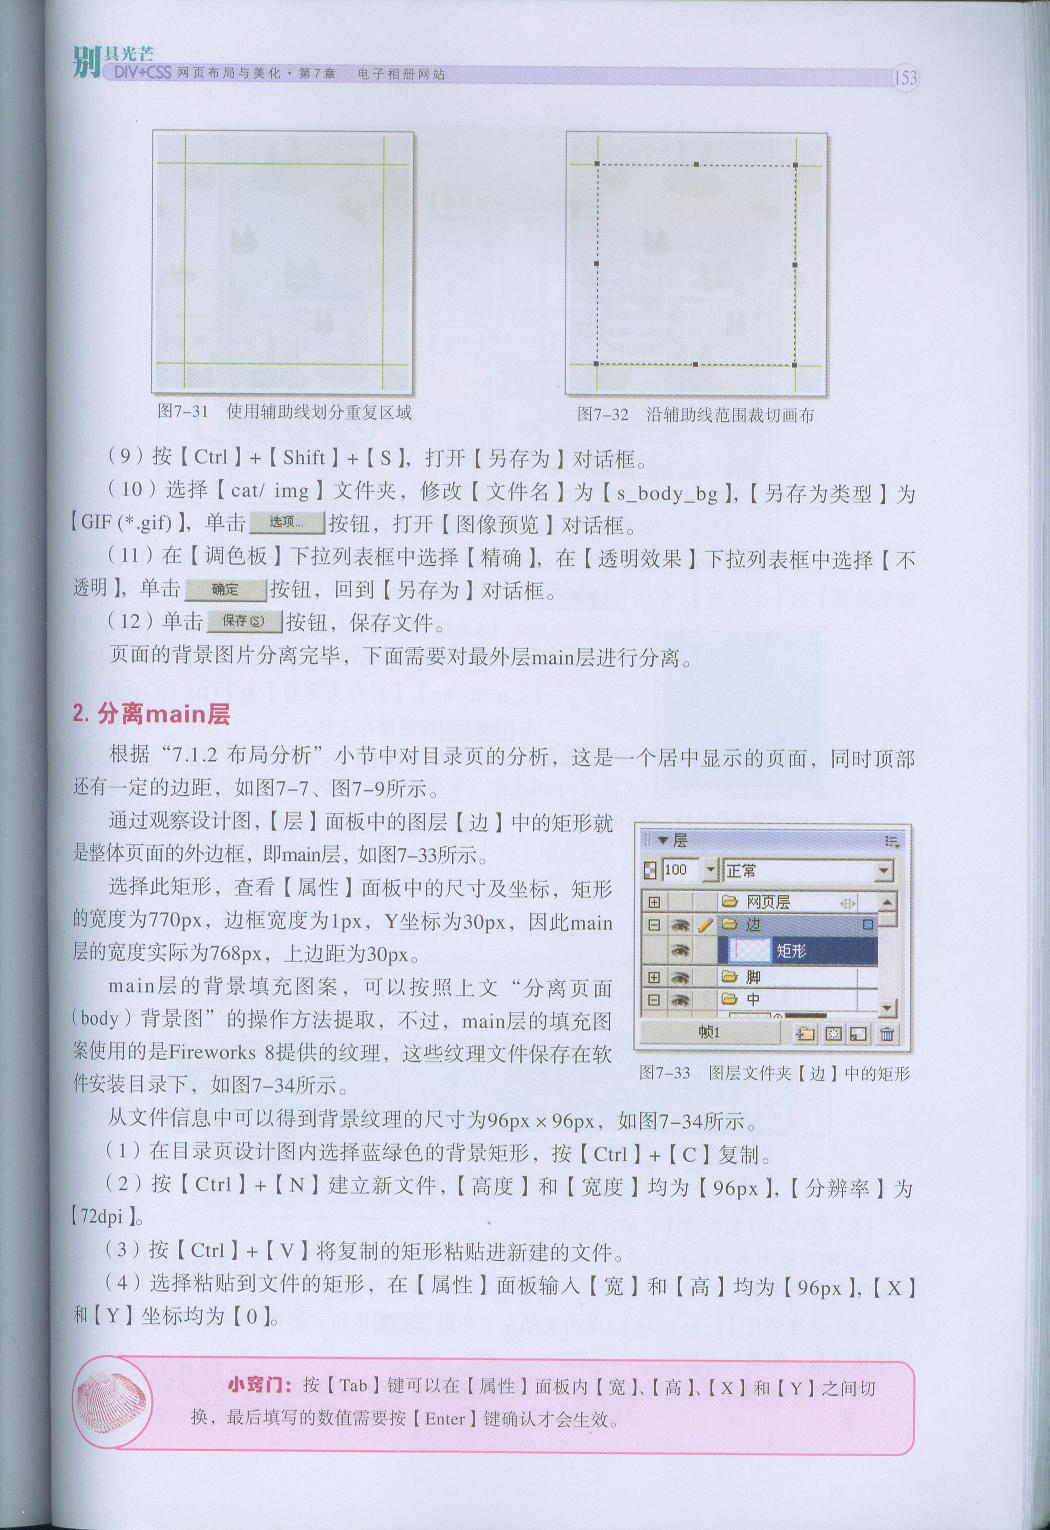 别具光芒
DIV+CSS 网页布局与美化·第7章 电子相册网站
153
图7-31 使用辅助线划分重复区域
图7-32 沿辅助线范围裁切画布
（9）按【Ctrl】+【Shift】+【S】，打开【另存为】对话框。
（10）选择【cat/ img】文件夹，修改【文件名】为【s_body_bg】，【另存为类型】为
【GIF (*.gif)】，单击 选项... 按钮，打开【图像预览】对话框。
（11）在【调色板】下拉列表框中选择【精确】，在【透明效果】下拉列表框中选择【不
透明】，单击 确定 按钮，回到【另存为】对话框。
（12）单击 保存(S) 按钮，保存文件。
页面的背景图片分离完毕，下面需要对最外层main层进行分离。
2. 分离main层
根据“7.1.2 布局分析”小节中对目录页的分析，这是一个居中显示的页面，同时顶部
还有一定的边距，如图7-7、图7-9所示。
通过观察设计图，【层】面板中的图层【边】中的矩形就
是整体页面的外边框，即main层，如图7-33所示。
选择此矩形，查看【属性】面板中的尺寸及坐标，矩形
的宽度为770px，边框宽度为1px，Y坐标为30px，因此main
层的宽度实际为768px，上边距为30px。
main层的背景填充图案，可以按照上文“分离页面
（body）背景图”的操作方法提取，不过，main层的填充图
案使用的是Fireworks 8提供的纹理，这些纹理文件保存在软
件安装目录下，如图7-34所示。
层
100 正常
网页层
边
矩形
脚
中
帧1
图7-33 图层文件夹【边】中的矩形
从文件信息中可以得到背景纹理的尺寸为96px×96px，如图7-34所示。
（1）在目录页设计图内选择蓝绿色的背景矩形，按【Ctrl】+【C】复制。
（2）按【Ctrl】+【N】建立新文件，【高度】和【宽度】均为【96px】，【分辨率】为
【72dpi】。
（3）按【Ctrl】+【V】将复制的矩形粘贴进新建的文件。
（4）选择粘贴到文件的矩形，在【属性】面板输入【宽】和【高】均为【96px】，【X】
和【Y】坐标均为【0】。
小窍门：按【Tab】键可以在【属性】面板内【宽】、【高】、【X】和【Y】之间切
换，最后填写的数值需要按【Enter】键确认才会生效。